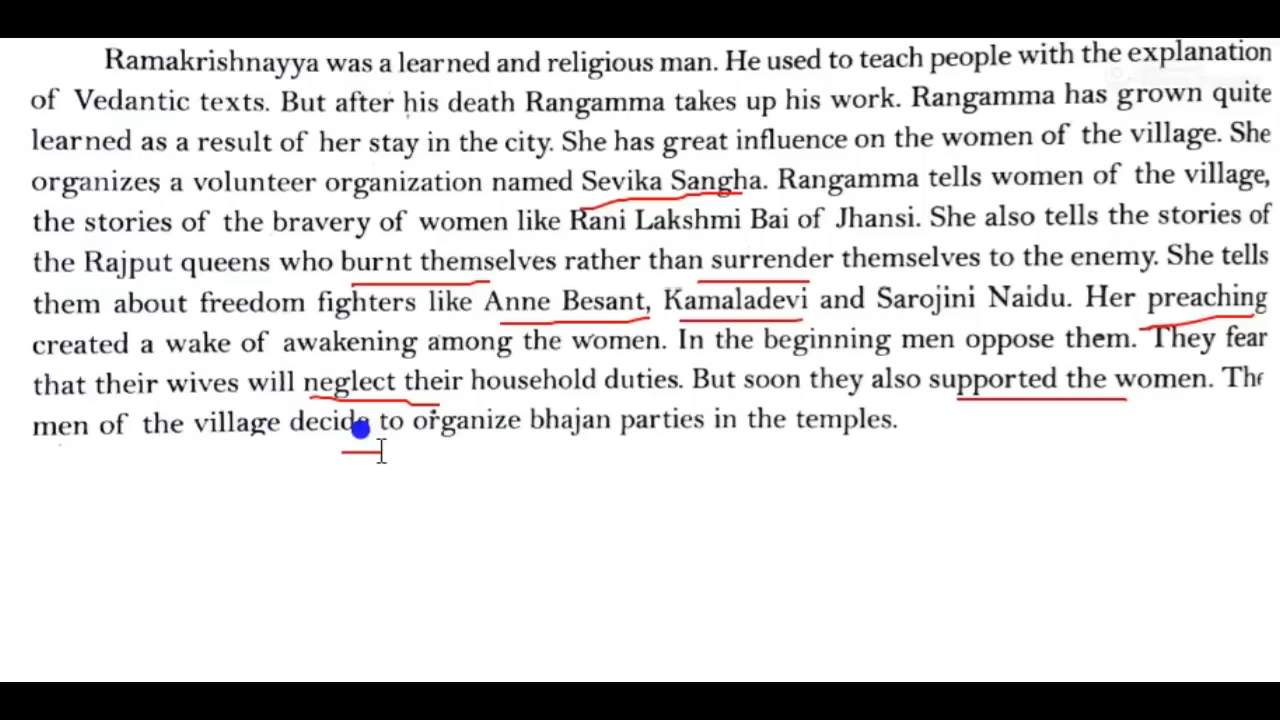 Ramakrishnayya was a learned and religious man. He used to teach people with the explanation
of Vedantic texts. But after his death Rangamma takes up his work. Rangamma has grown quite
learned as a result of her stay in the city. She has great influence on the women of the village. She
organizes a volunteer organization named Sevika Sangha. Rangamma tells women of the village,
the stories of the bravery of women like Rani Lakshmi Bai of Jhansi. She also tells the stories of
the Rajput queens who burnt themselves rather than surrender themselves to the enemy. She tells
them about freedom fighters like Anne Besant, Kamaladevi and Sarojini Naidu. Her preaching
created a wake of awakening among the women. In the beginning men oppose them. They fear
that their wives will neglect their household duties. But soon they also supported the women. The
men of the village decide to organize bhajan parties in the temples.